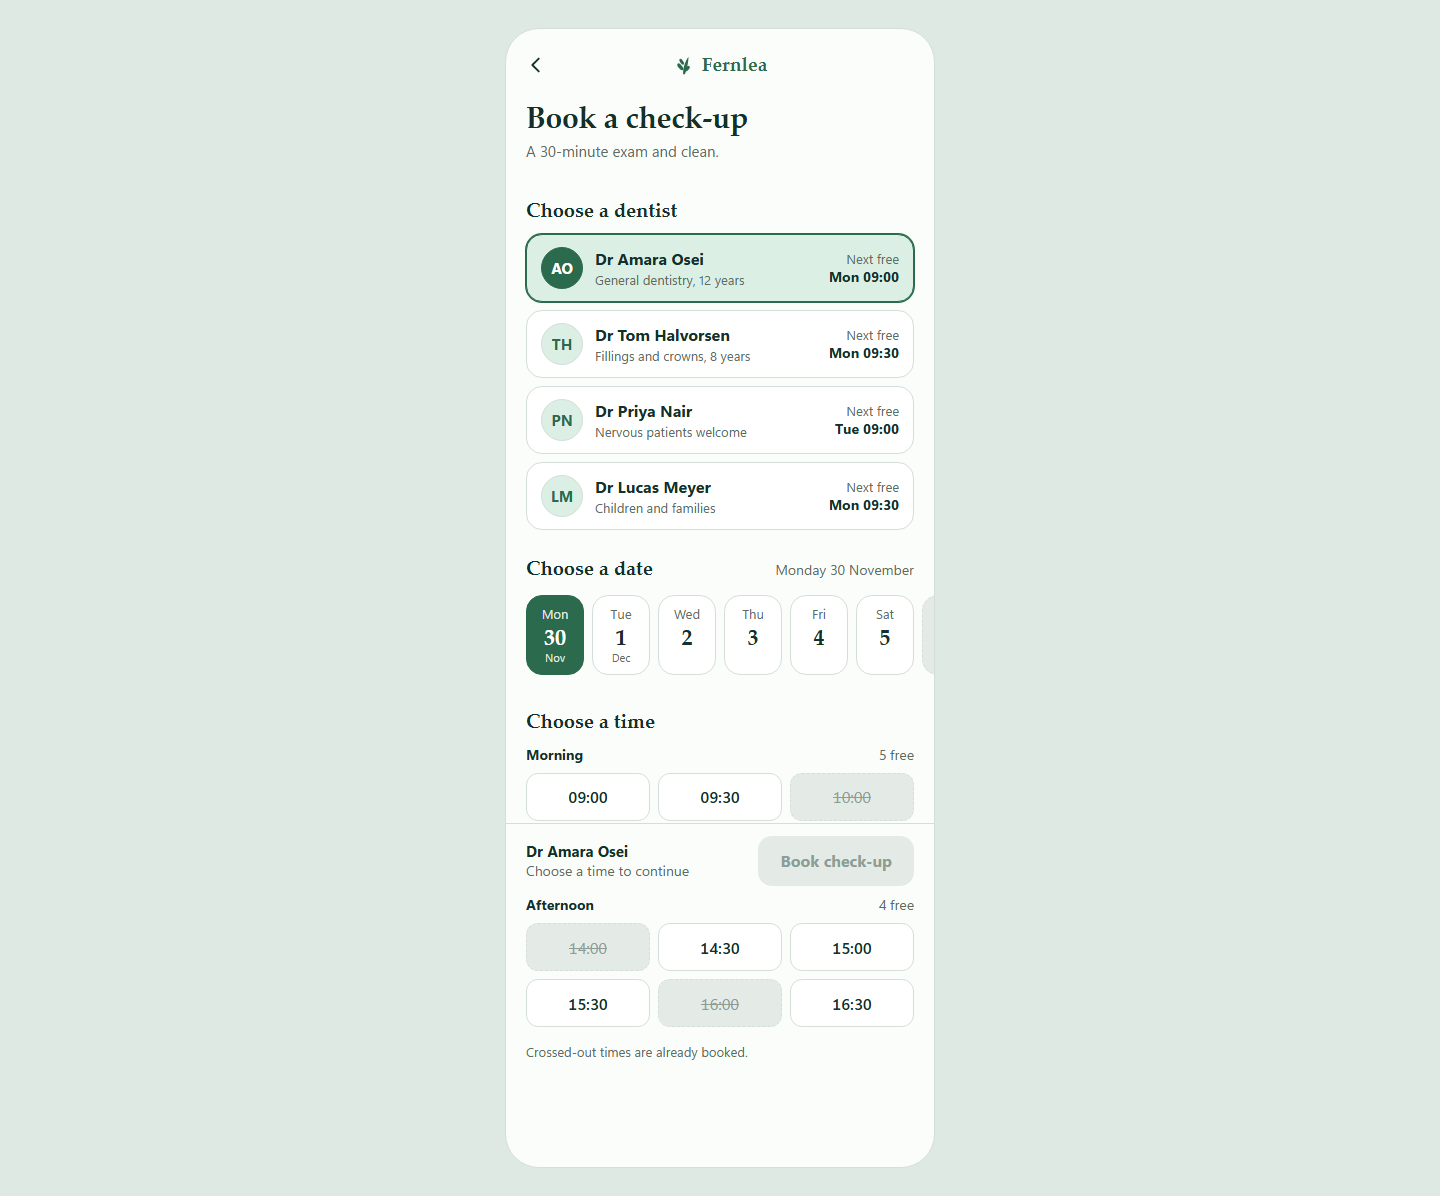 Fernlea
Book a check-up
A 30-minute exam and clean.
Choose a dentist
AO
Dr Amara Osei
General dentistry, 12 years
Next free
Mon 09:00
TH
Dr Tom Halvorsen
Fillings and crowns, 8 years
Next free
Mon 09:30
PN
Dr Priya Nair
Nervous patients welcome
Next free
Tue 09:00
LM
Dr Lucas Meyer
Children and families
Next free
Mon 09:30
Choose a date
Monday 30 November
Mon
30
Nov
Tue
1
Dec
Wed
2
Thu
3
Fri
4
Sat
5
Choose a time
Morning
5 free
09:00
09:30
10:00
Dr Amara Osei
Choose a time to continue
Book check-up
Afternoon
4 free
14:00
14:30
15:00
15:30
16:00
16:30
Crossed-out times are already booked.